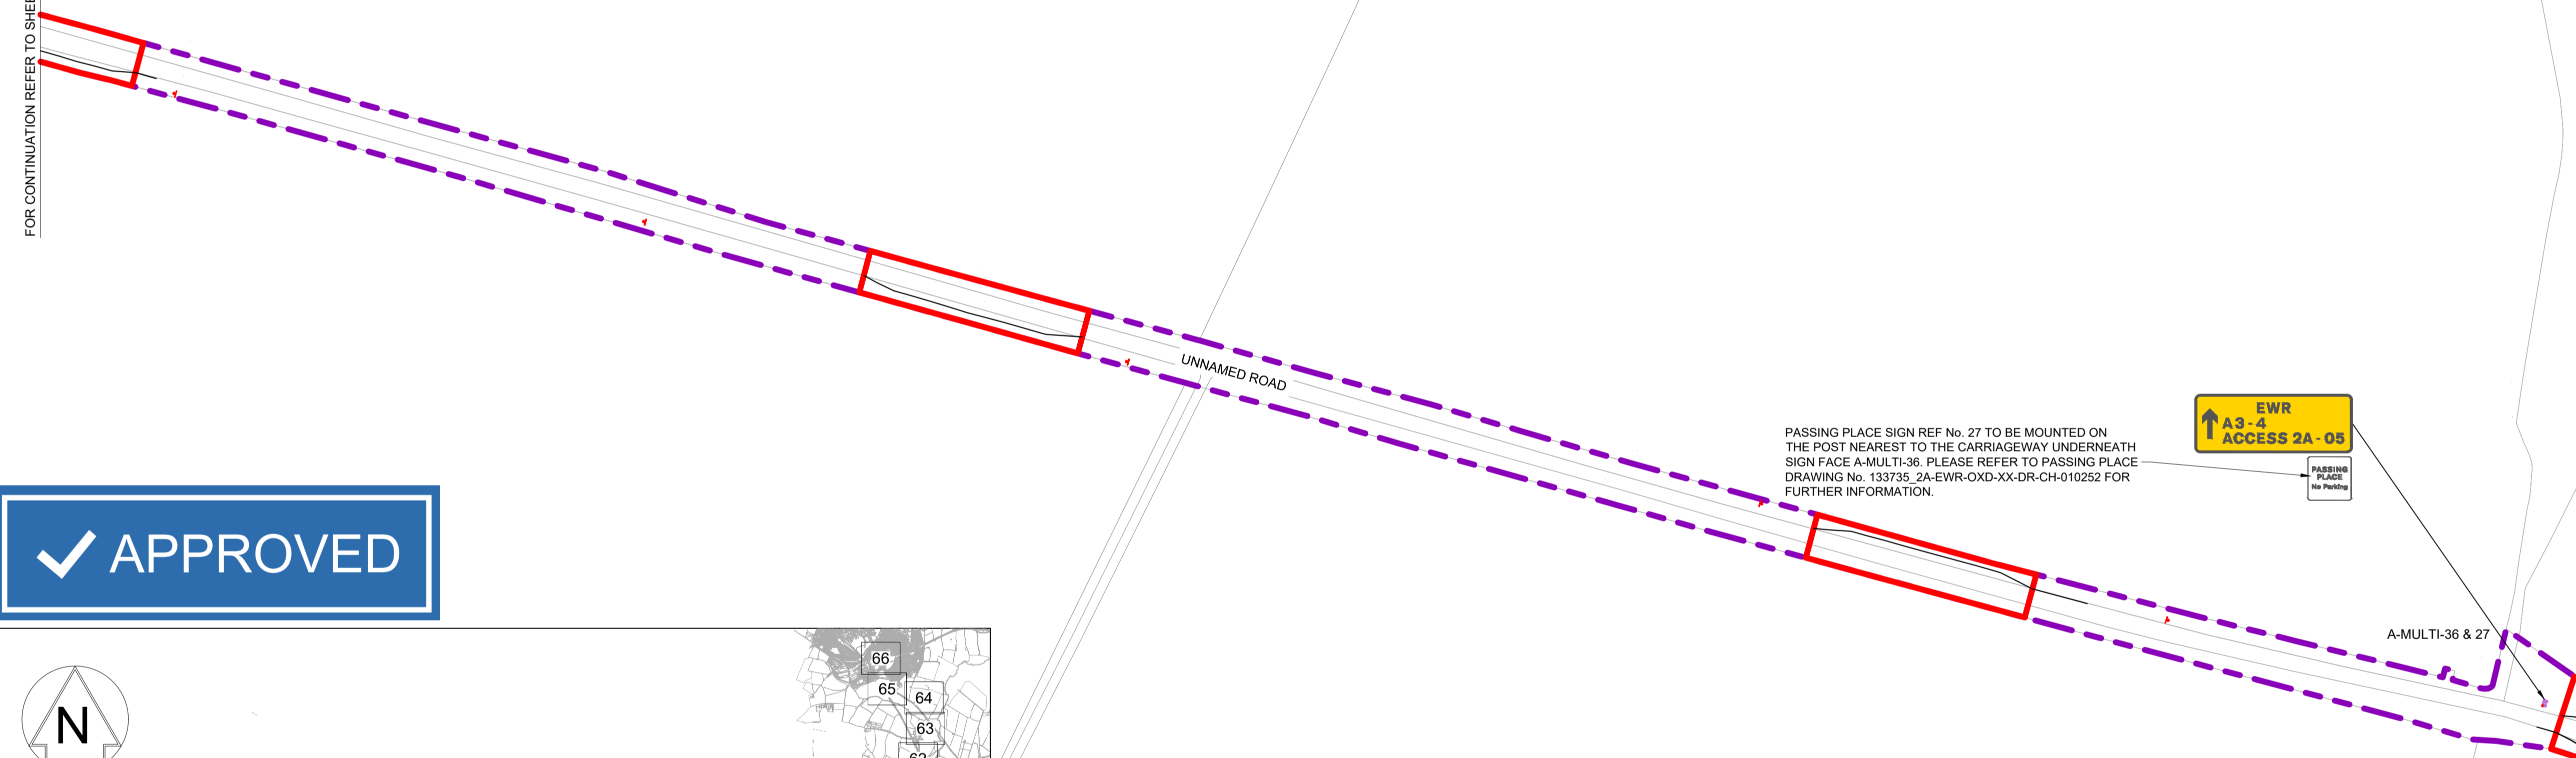 FOR CONTINUATION REFER TO SHEE
UNNAMED ROAD
PASSING PLACE SIGN REF No. 27 TO BE MOUNTED ON
THE POST NEAREST TO THE CARRIAGEWAY UNDERNEATH
SIGN FACE A-MULTI-36. PLEASE REFER TO PASSING PLACE
DRAWING No. 133735_2A-EWR-OXD-XX-DR-CH-010252 FOR
FURTHER INFORMATION.
EWR
A3-4
ACCESS 2A-05
PASSING
PLACE
No Parking
A-MULTI-36 & 27
APPROVED
N
66
65
64
63